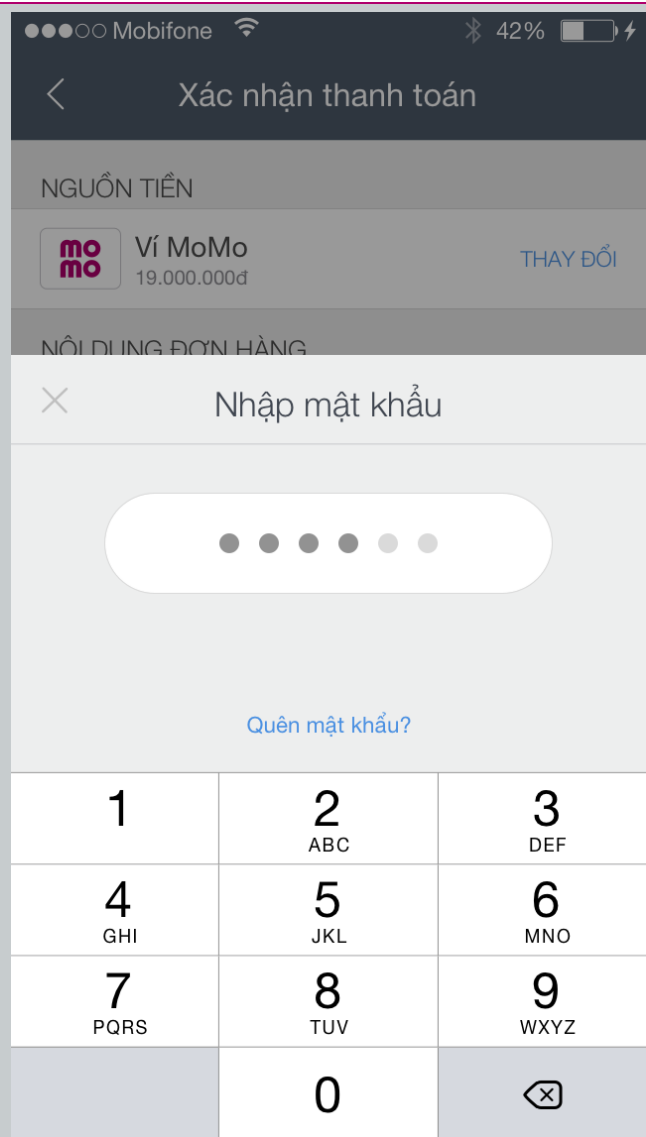 Mobifone 42%
Xác nhận thanh toán
NGUỒN TIỀN
mo
mo
Ví MoMo
19.000.000đ
THAY ĐỔI
NỘI DUNG ĐƠN HÀNG
Nhập mật khẩu
Quên mật khẩu?
1 2 3
ABC DEF
4 5 6
GHI JKL MNO
7 8 9
PQRS TUV WXYZ
0